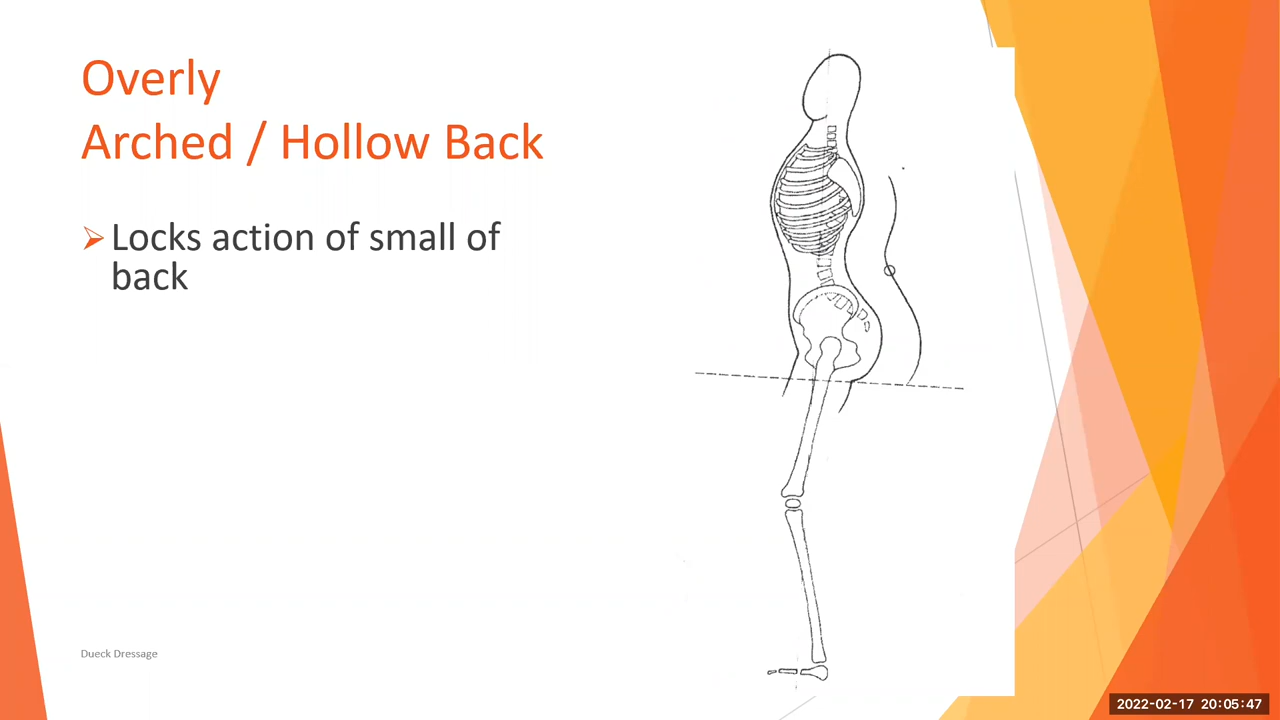 Overly
Arched / Hollow Back
Locks action of small of
back
Dueck Dressage
2022-02-17 20:05:47